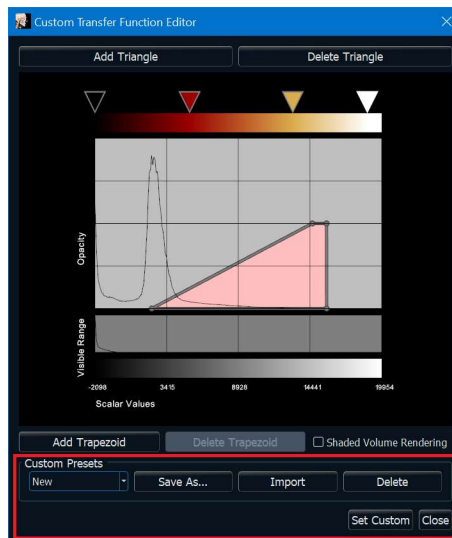 Custom Transfer Function Editor
Add Triangle
Delete Triangle
Opacity
Visible Range
-2098 3415 8928 14441 19954
Scalar Values
Add Trapezoid
Delete Trapezoid
Shaded Volume Rendering
Custom Presets
New
Save As...
Import
Delete
Set Custom
Close